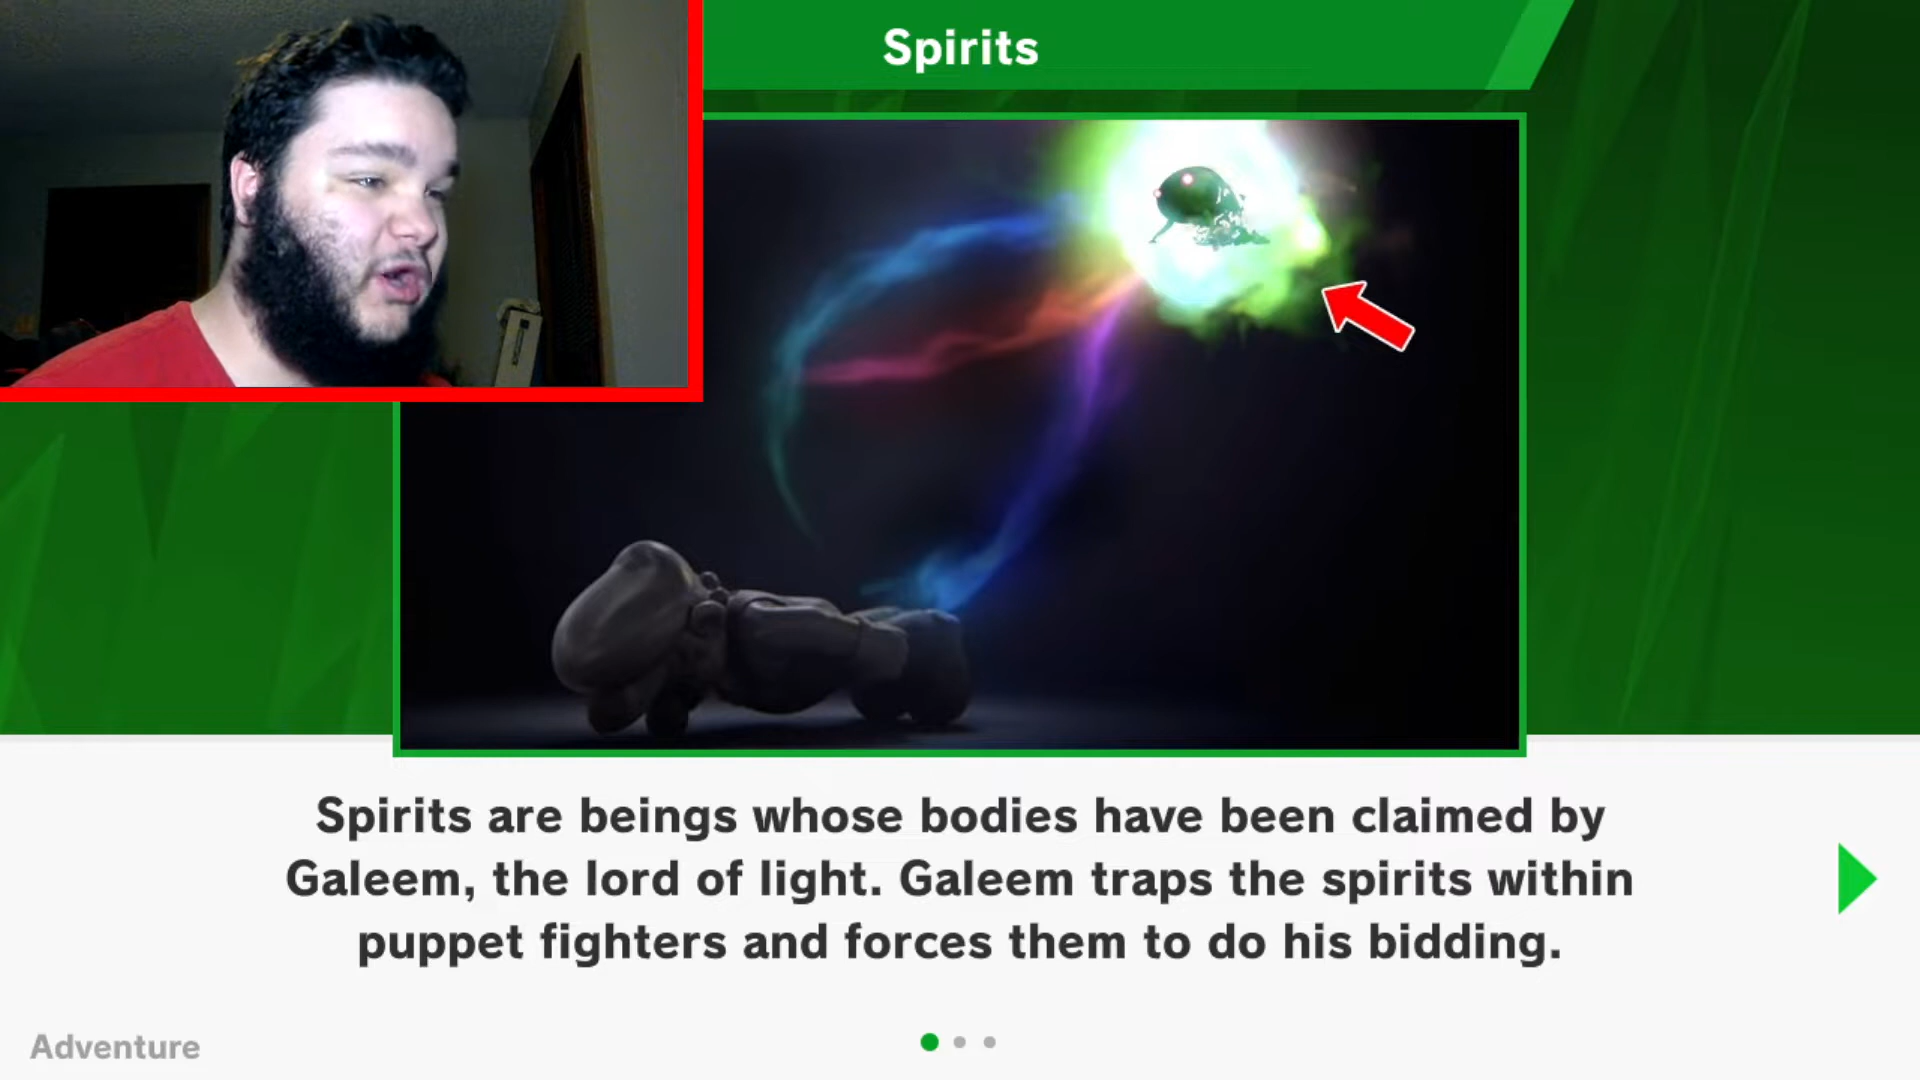 Spirits
Spirits are beings whose bodies have been claimed by
Galeem, the lord of light. Galeem traps the spirits within
puppet fighters and forces them to do his bidding.
Adventure